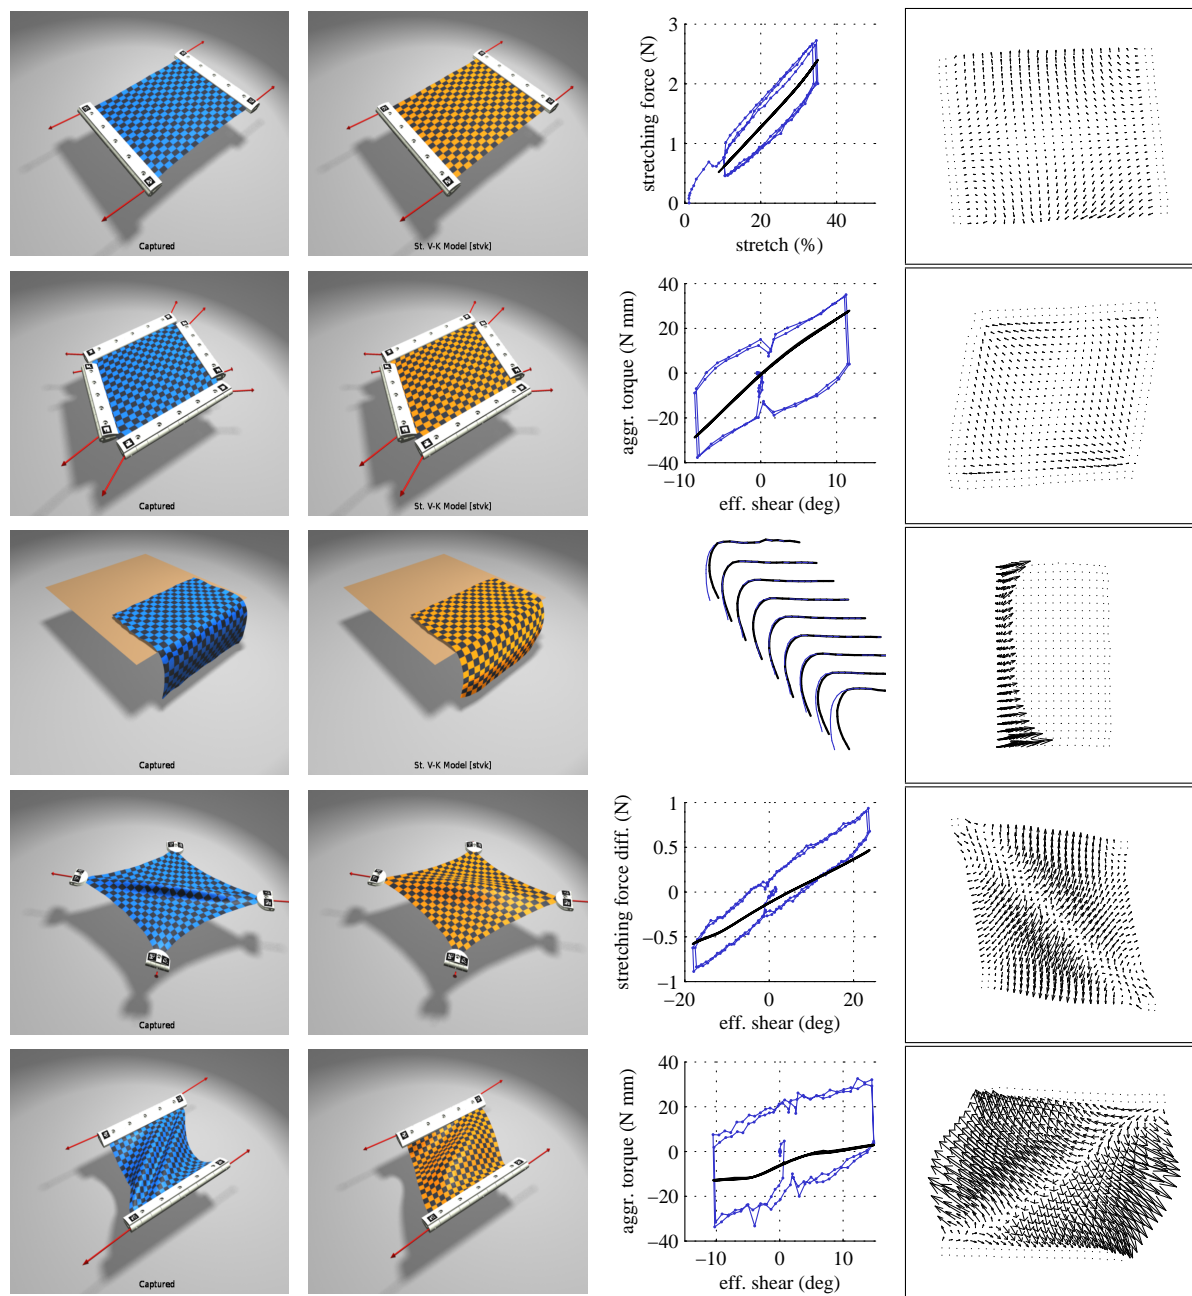 Captured
St. V-K Model [stvk]
stretching force (N)
3
2
1
0
0
20
40
stretch (%)
Captured
St. V-K Model [stvk]
aggr. torque (N mm)
40
20
0
−20
−40
−10
0
10
eff. shear (deg)
Captured
St. V-K Model [stvk]
Captured
stretching force diff. (N)
1
0.5
0
−0.5
−1
−20
0
20
eff. shear (deg)
Captured
aggr. torque (N mm)
40
20
0
−20
−40
−10
0
10
eff. shear (deg)